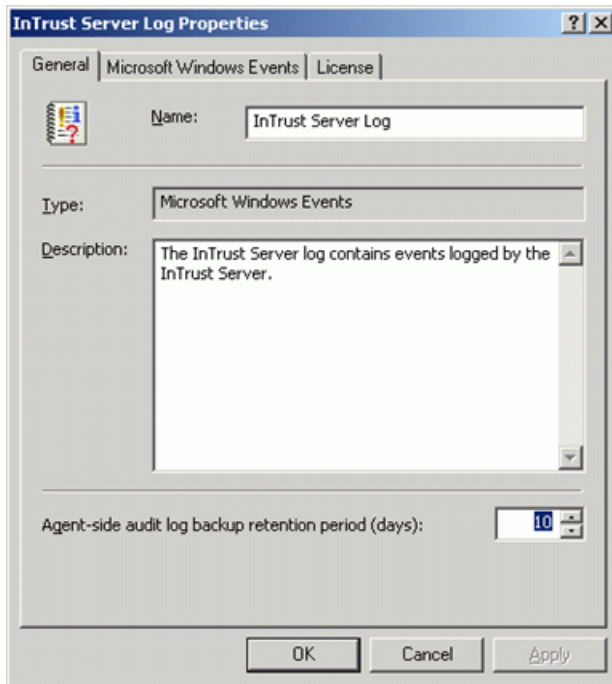 InTrust Server Log Properties
General
Microsoft Windows Events
License
Name:
InTrust Server Log
Type:
Microsoft Windows Events
Description:
The InTrust Server log contains events logged by the
InTrust Server.
Agent-side audit log backup retention period (days):
10
OK
Cancel
Apply